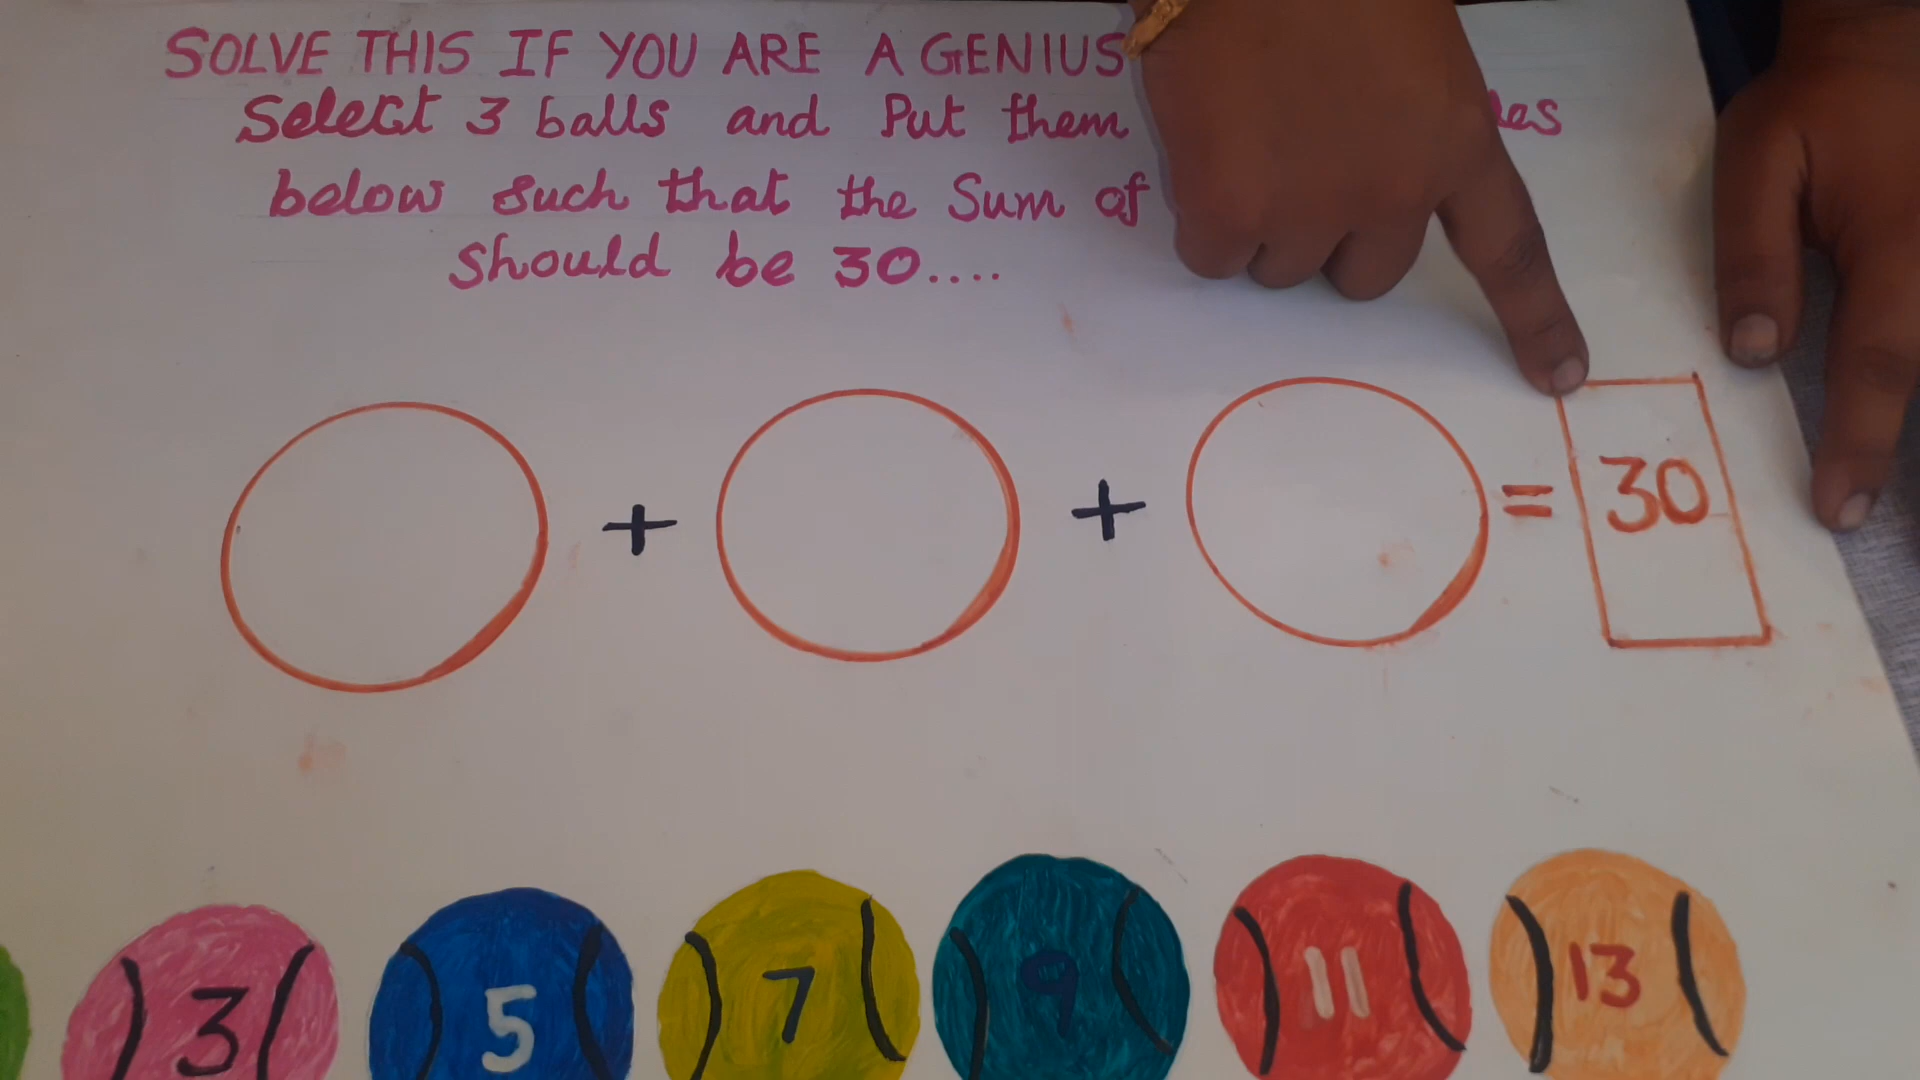 SOLVE THIS IF YOU ARE A GENIUS
Select 3 balls and Put them
below such that the Sum of
should be 30....
+ + = 30
3 5 7 9 11 13